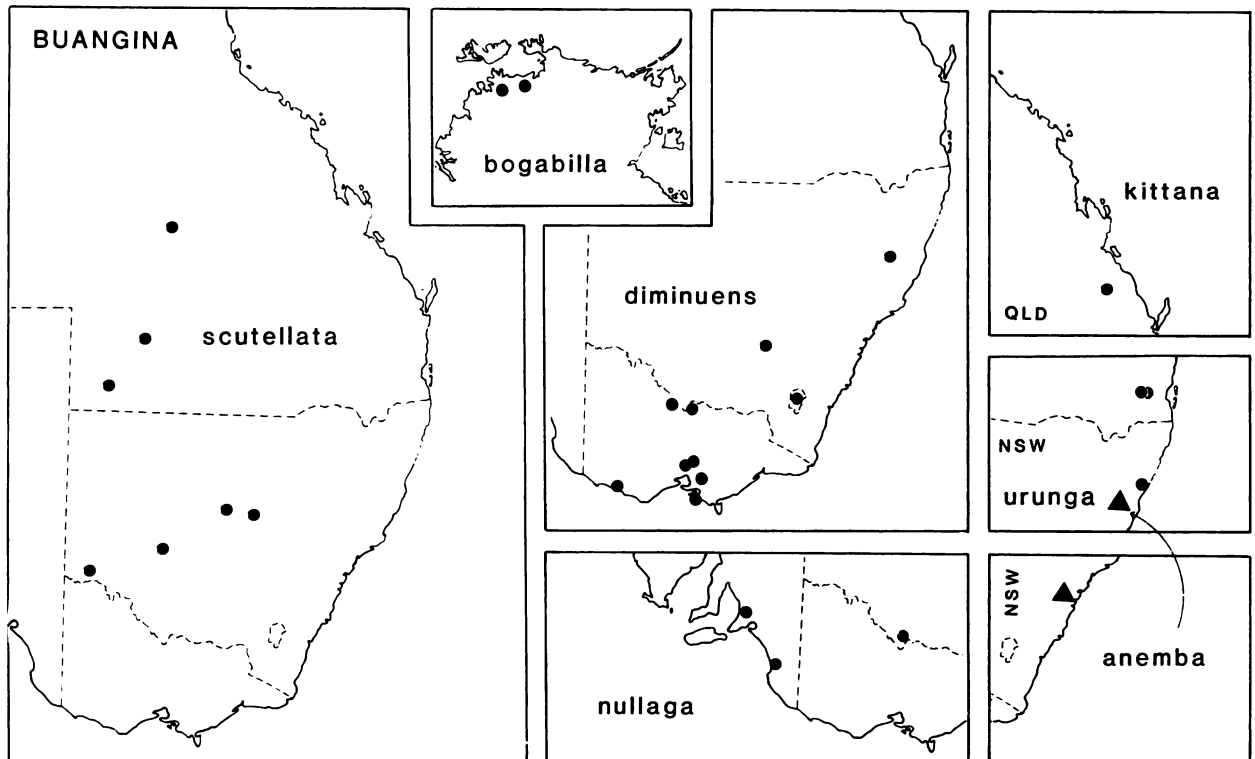 BUANGINA
scutellata
bogabilla
diminuens
nullaga
kittana
QLD
NSW
urunga
NSW
anemba